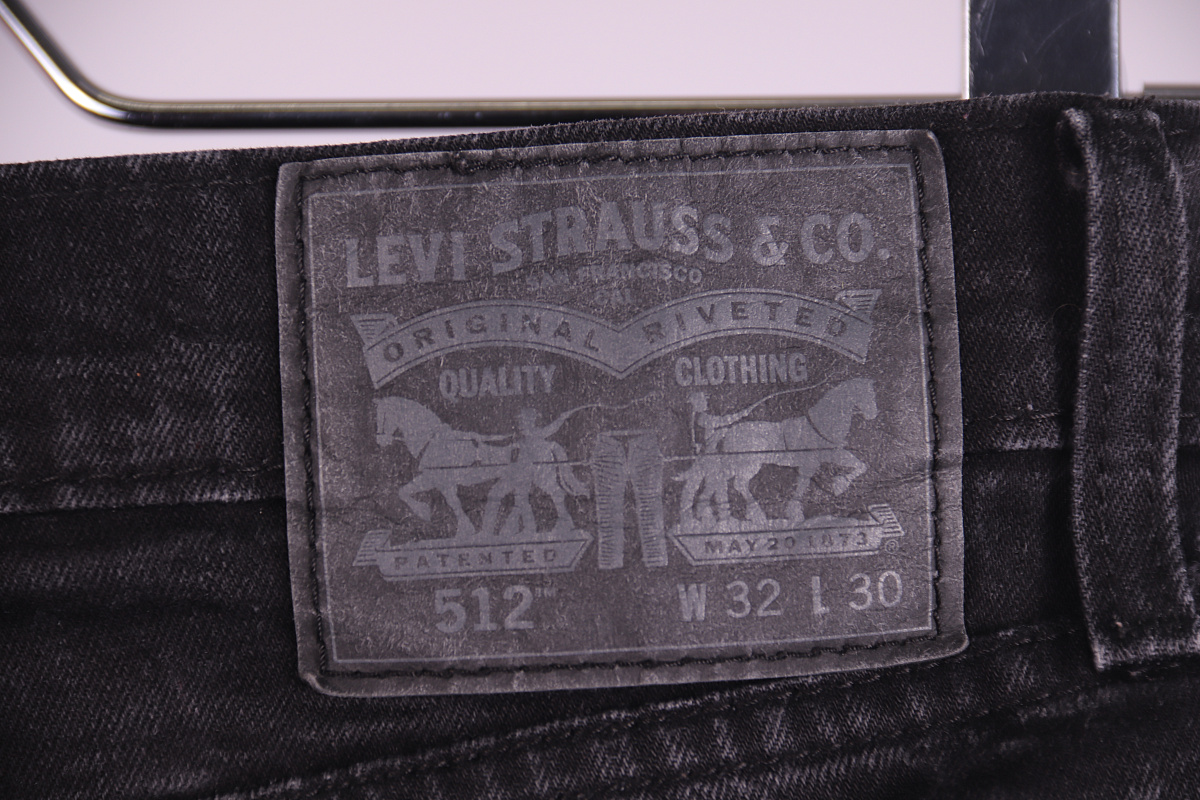 LEVI STRAUSS & CO.
SAN FRANCISCO
CAL
ORIGINAL RIVETED
QUALITY CLOTHING
PATENTED MAY 20 1873 ®
512™ W 32 L 30